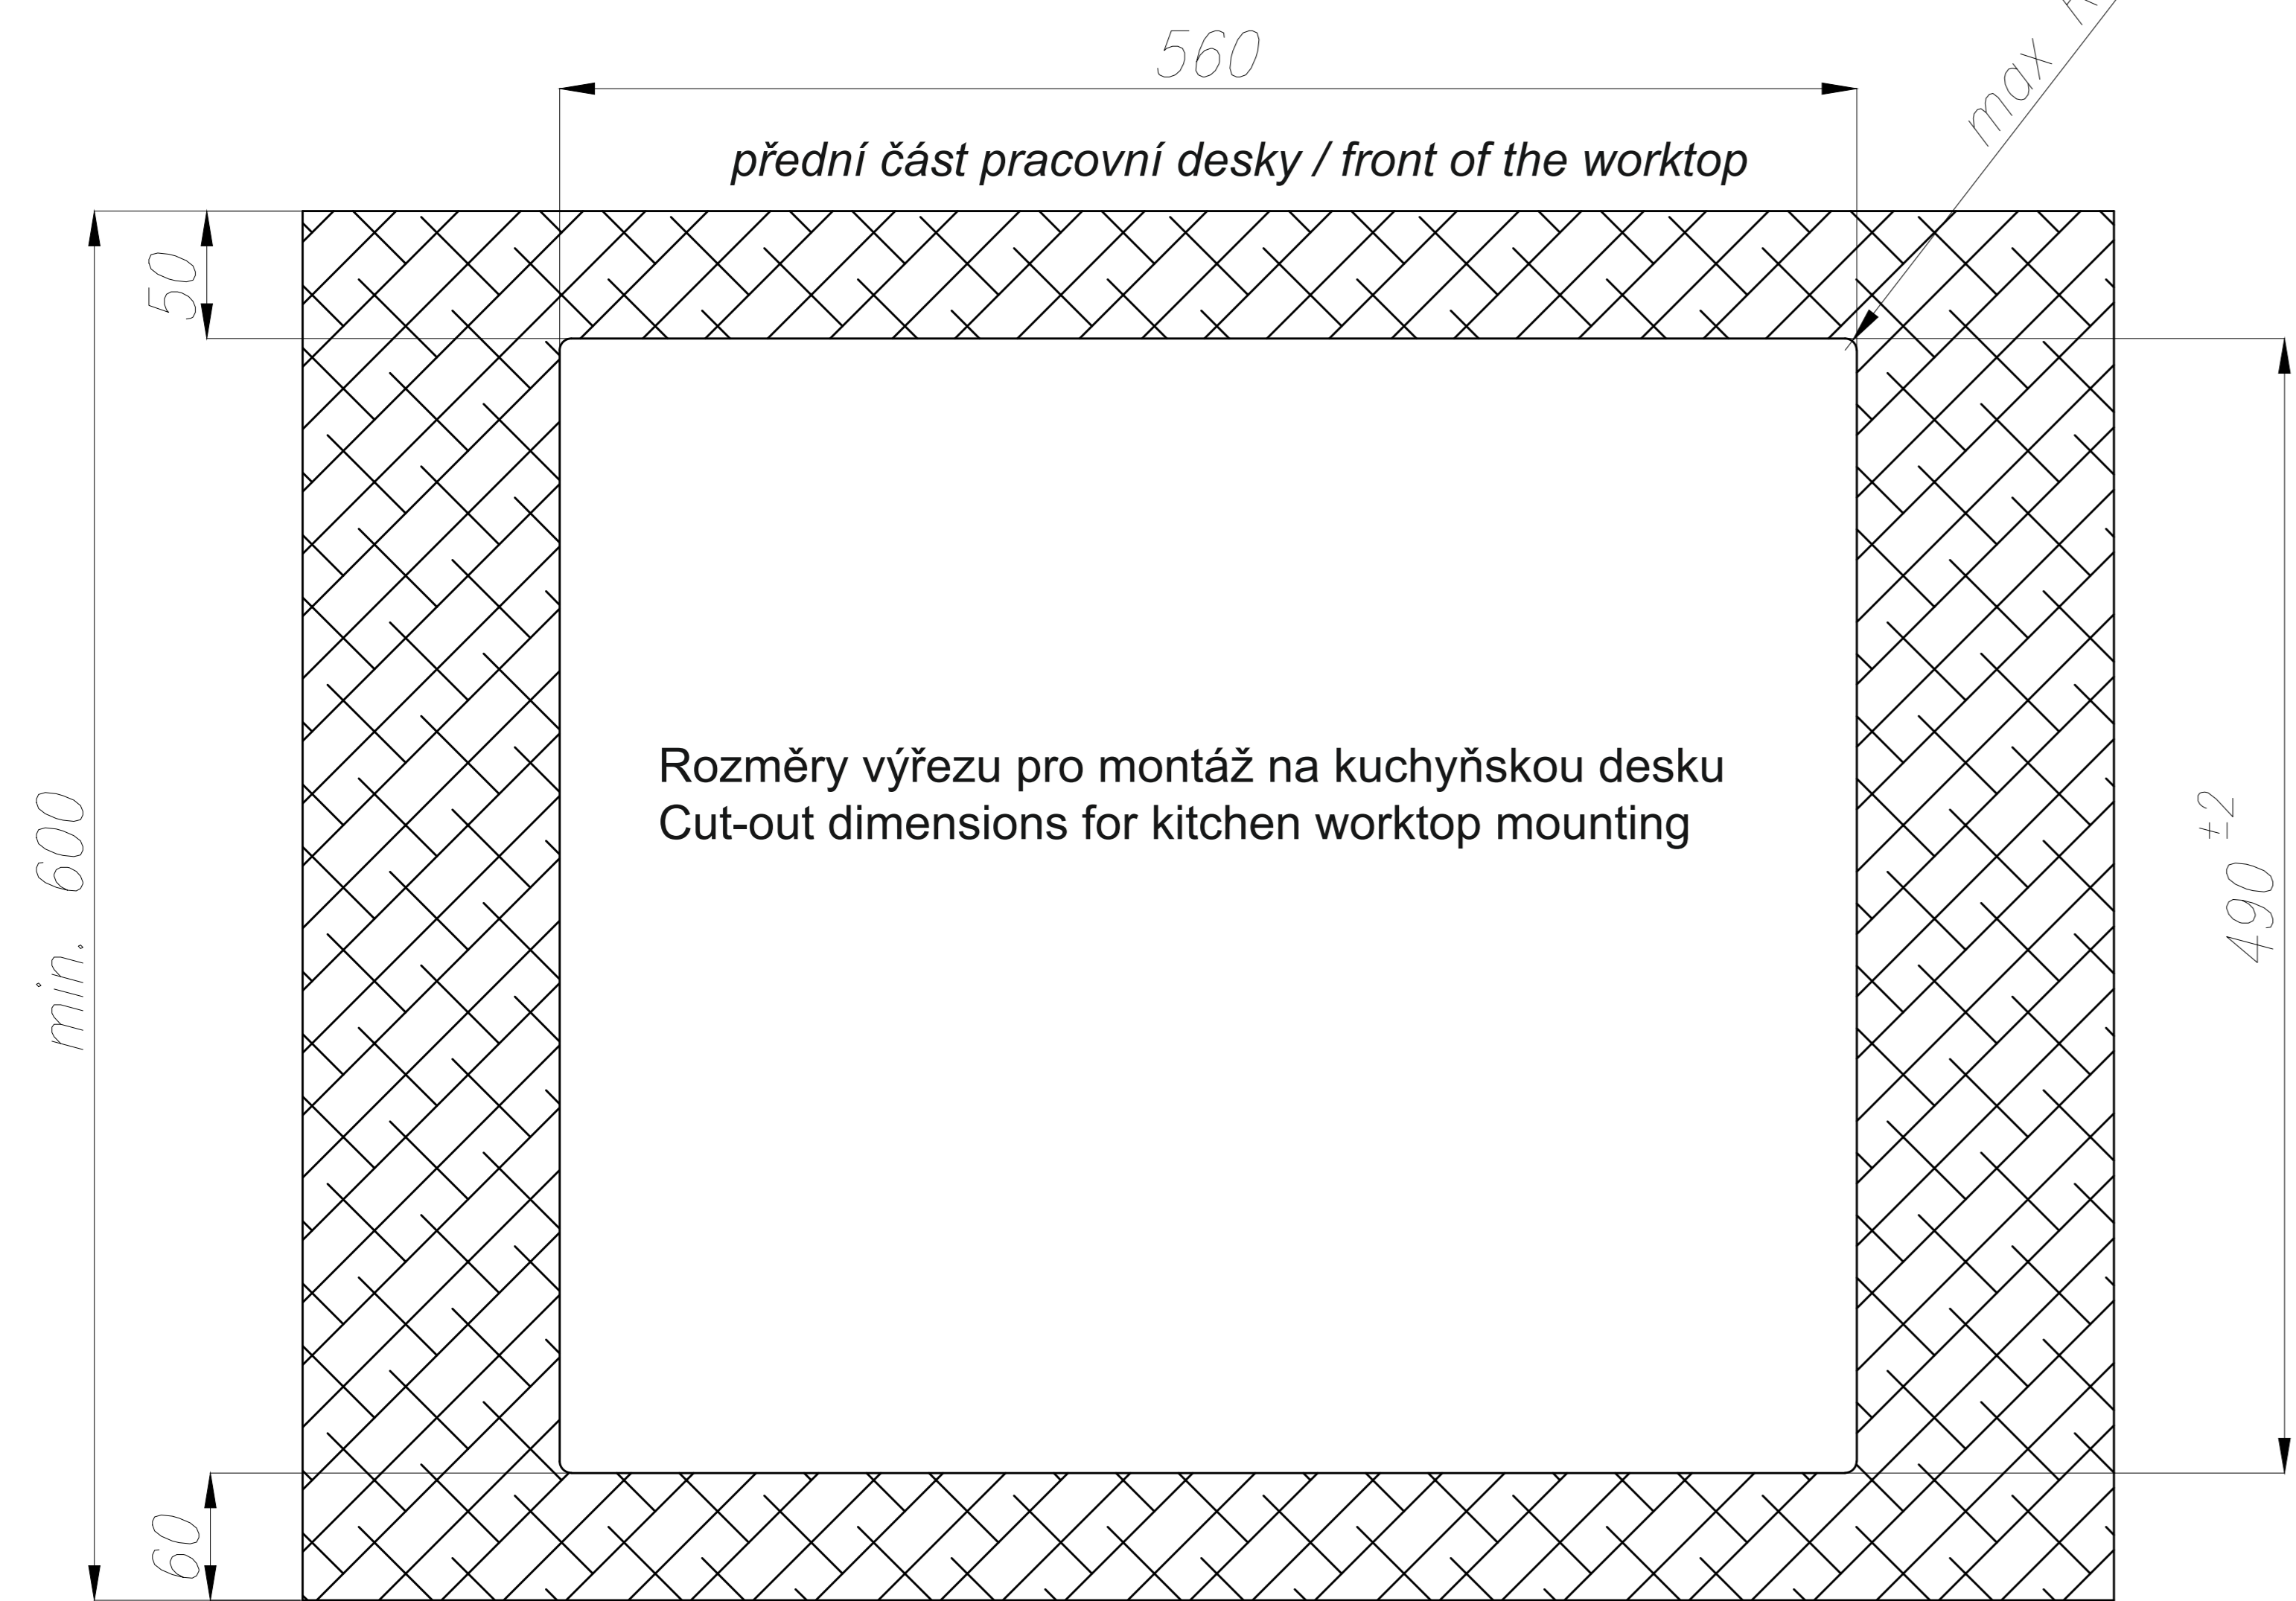 560
max
přední část pracovní desky / front of the worktop
50
Rozměry výřezu pro montáž na kuchyňskou desku
Cut-out dimensions for kitchen worktop mounting
min. 600
490 ±2
60